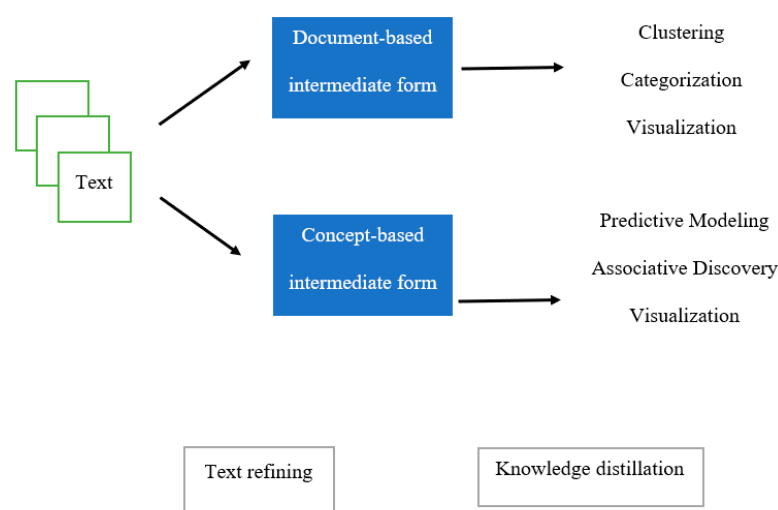 Text
Document-based
intermediate form
Clustering
Categorization
Visualization
Concept-based
intermediate form
Predictive Modeling
Associative Discovery
Visualization
Text refining
Knowledge distillation